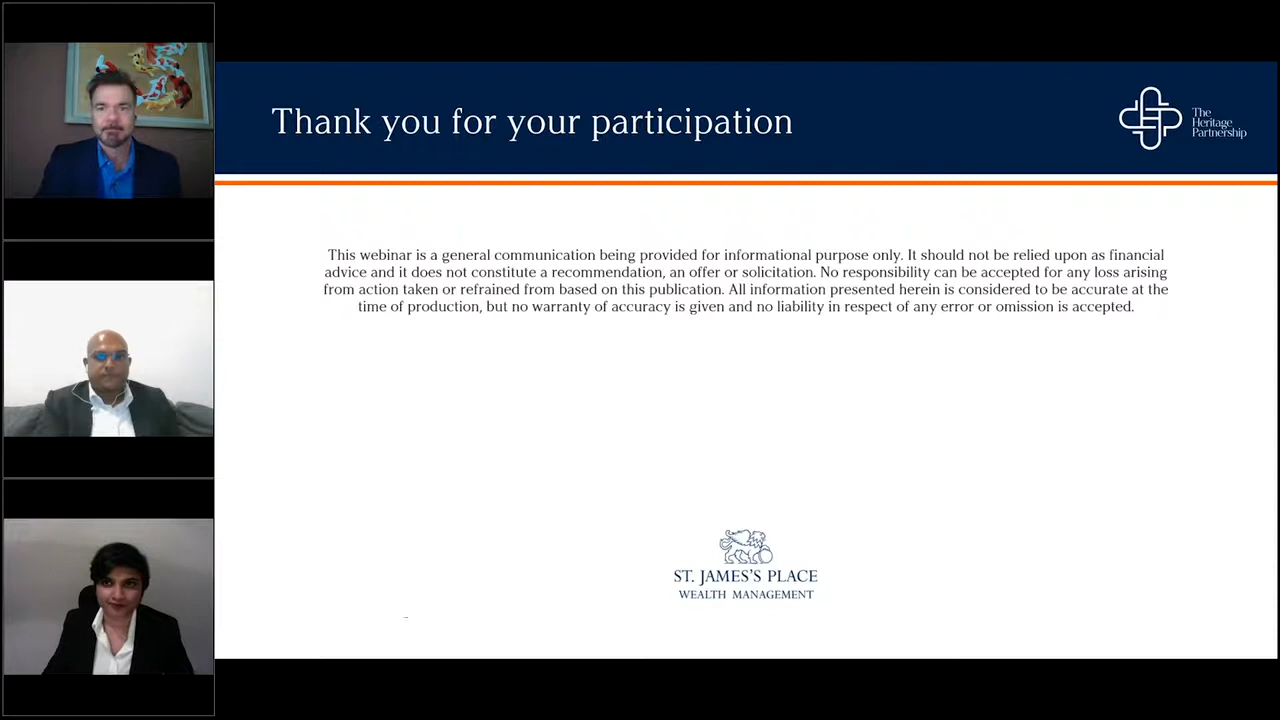 Thank you for your participation
The
Heritage
Partnership
This webinar is a general communication being provided for informational purpose only. It should not be relied upon as financial
advice and it does not constitute a recommendation, an offer or solicitation. No responsibility can be accepted for any loss arising
from action taken or refrained from based on this publication. All information presented herein is considered to be accurate at the
time of production, but no warranty of accuracy is given and no liability in respect of any error or omission is accepted.
ST. JAMES'S PLACE
WEALTH MANAGEMENT